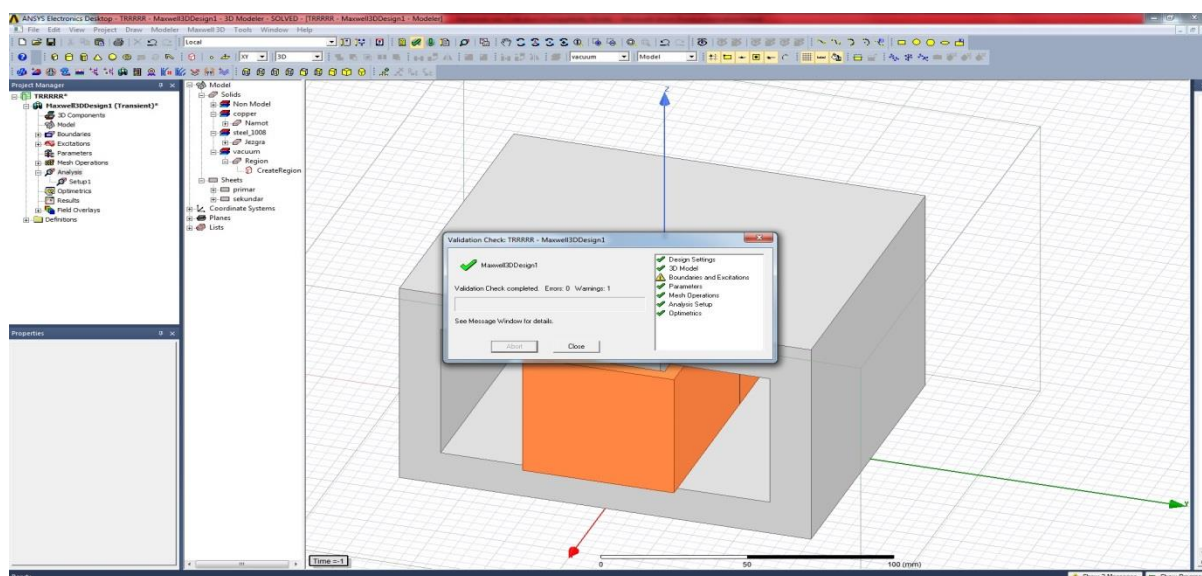 ANSYS Electronics Desktop - TRRRRR - Maxwell3DDesign1 - 3D Modeler - SOLVED - [TRRRRR - Maxwell3DDesign1 - Modeler]
File Edit View Project Draw Modeler Maxwell 3D Tools Window Help
Local
XY 3D vacuum Model
Project Manager
TRRRRR*
Maxwell3DDesign1 (Transient)*
3D Components
Model
Boundaries
Excitations
Parameters
Mesh Operations
Analysis
Setup1
Optimetrics
Results
Field Overlays
Definitions
Model
Solids
Non Model
copper
Namot
steel_1008
Jezgra
vacuum
Region
CreateRegion
Sheets
primar
sekundar
Coordinate Systems
Planes
Lists
Properties
Z
Validation Check: TRRRRR - Maxwell3DDesign1
Maxwell3DDesign1
Validation Check completed. Errors: 0 Warnings: 1
See Message Window for details.
Abort Close
Design Settings
3D Model
Boundaries and Excitations
Parameters
Mesh Operations
Analysis Setup
Optimetrics
Time =-1
0 50 100 (mm)